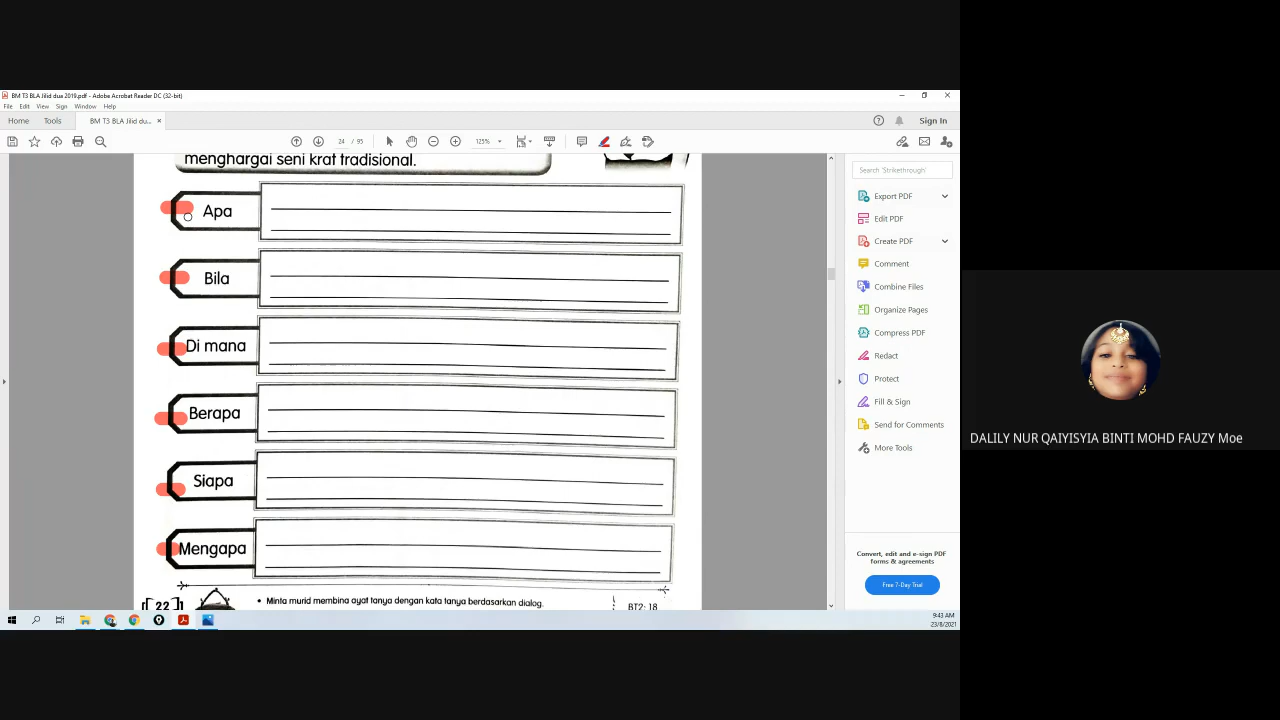 BM T3 BLA Jilid dua 2019.pdf - Adobe Acrobat Reader DC (32-bit)
File Edit View Sign Window Help
Home Tools BM T3 BLA Jilid du... × Sign In
24 / 95 125%
menghargai seni kraf tradisional.
Apa
Bila
Di mana
Berapa
Siapa
Mengapa
22
• Minta murid membina ayat tanya dengan kata tanya berdasarkan dialog.
BT2: 18
Search 'Strikethrough'
Export PDF
Edit PDF
Create PDF
Comment
Combine Files
Organize Pages
Compress PDF
Redact
Protect
Fill & Sign
Send for Comments
More Tools
Convert, edit and e-sign PDF
forms & agreements
Free 7-Day Trial
9:43 AM
23/8/2021
DALILY NUR QAIYISYIA BINTI MOHD FAUZY Moe